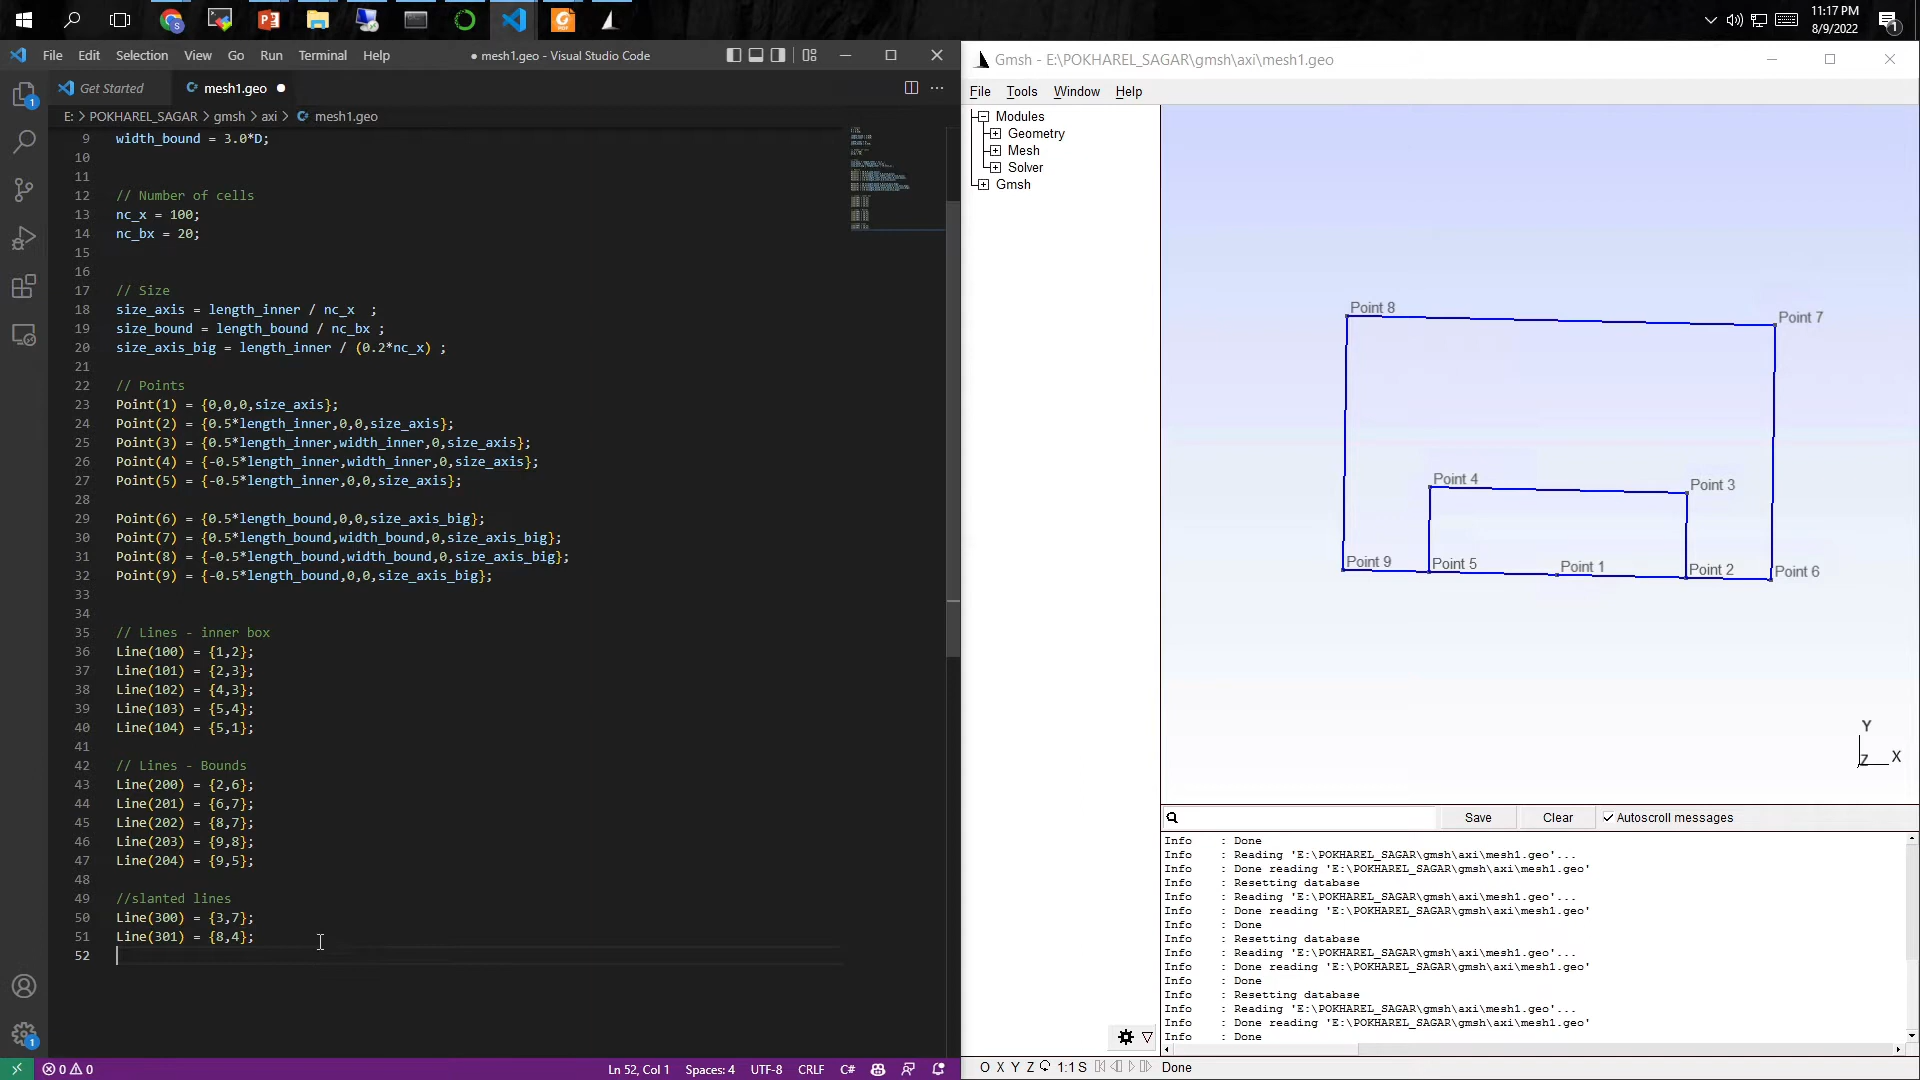 11:17 PM
8/9/2022
1
File Edit Selection View Go Run Terminal Help
● mesh1.geo - Visual Studio Code
Get Started
mesh1.geo ●
E: > POKHAREL_SAGAR > gmsh > axi > mesh1.geo
9 width_bound = 3.0*D;
10
11
12 // Number of cells
13 nc_x = 100;
14 nc_bx = 20;
15
16
17 // Size
18 size_axis = length_inner / nc_x  ;
19 size_bound = length_bound / nc_bx ;
20 size_axis_big = length_inner / (0.2*nc_x) ;
21
22 // Points
23 Point(1) = {0,0,0,size_axis};
24 Point(2) = {0.5*length_inner,0,0,size_axis};
25 Point(3) = {0.5*length_inner,width_inner,0,size_axis};
26 Point(4) = {-0.5*length_inner,width_inner,0,size_axis};
27 Point(5) = {-0.5*length_inner,0,0,size_axis};
28
29 Point(6) = {0.5*length_bound,0,0,size_axis_big};
30 Point(7) = {0.5*length_bound,width_bound,0,size_axis_big};
31 Point(8) = {-0.5*length_bound,width_bound,0,size_axis_big};
32 Point(9) = {-0.5*length_bound,0,0,size_axis_big};
33
34
35 // Lines - inner box
36 Line(100) = {1,2};
37 Line(101) = {2,3};
38 Line(102) = {4,3};
39 Line(103) = {5,4};
40 Line(104) = {5,1};
41
42 // Lines - Bounds
43 Line(200) = {2,6};
44 Line(201) = {6,7};
45 Line(202) = {8,7};
46 Line(203) = {9,8};
47 Line(204) = {9,5};
48
49 //slanted lines
50 Line(300) = {3,7};
51 Line(301) = {8,4};
52
1
1
0 0 Ln 52, Col 1 Spaces: 4 UTF-8 CRLF C#
Gmsh - E:\POKHAREL_SAGAR\gmsh\axi\mesh1.geo
File Tools Window Help
Modules
Geometry
Mesh
Solver
Gmsh
Point 8
Point 7
Point 4
Point 3
Point 9 Point 5 Point 1 Point 2 Point 6
Y
Z X
Save Clear Autoscroll messages
Info : Done
Info : Reading 'E:\POKHAREL_SAGAR\gmsh\axi\mesh1.geo'...
Info : Done reading 'E:\POKHAREL_SAGAR\gmsh\axi\mesh1.geo'
Info : Resetting database
Info : Reading 'E:\POKHAREL_SAGAR\gmsh\axi\mesh1.geo'...
Info : Done reading 'E:\POKHAREL_SAGAR\gmsh\axi\mesh1.geo'
Info : Done
Info : Resetting database
Info : Reading 'E:\POKHAREL_SAGAR\gmsh\axi\mesh1.geo'...
Info : Done reading 'E:\POKHAREL_SAGAR\gmsh\axi\mesh1.geo'
Info : Done
Info : Resetting database
Info : Reading 'E:\POKHAREL_SAGAR\gmsh\axi\mesh1.geo'...
Info : Done reading 'E:\POKHAREL_SAGAR\gmsh\axi\mesh1.geo'
Info : Done
O X Y Z 1:1 S Done